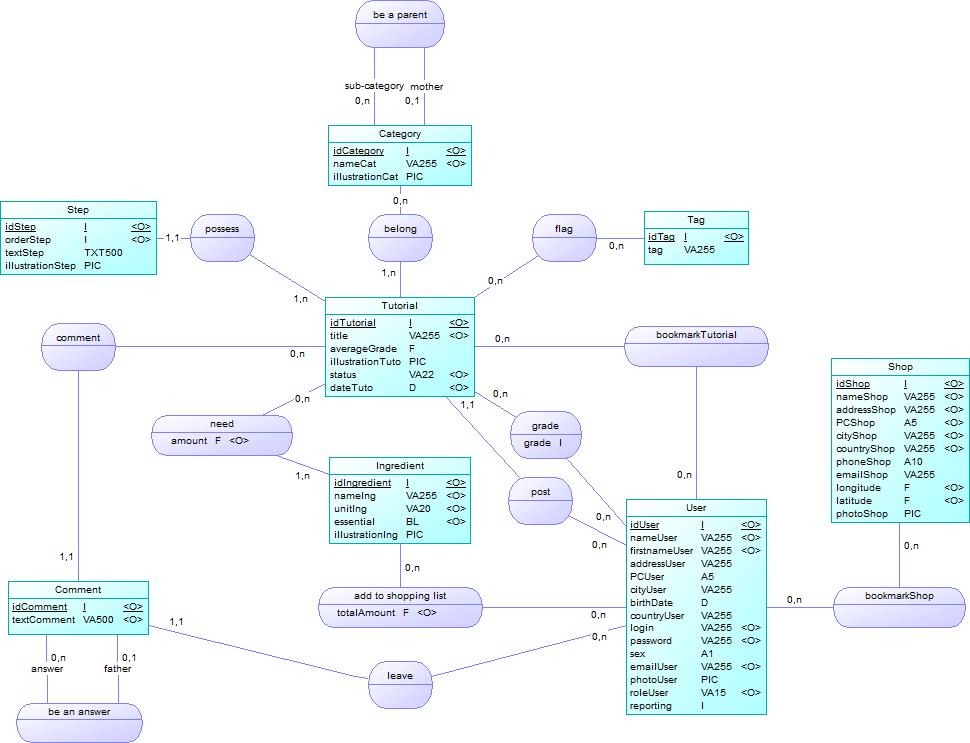 be a parent
sub-category mother
0,n 0,1
Category
idCategory I <O>
nameCat VA255 <O>
illustrationCat PIC
0,n
Step
idStep I <O>
orderStep I <O>
textStep TXT500
illustrationStep PIC
1,1
possess
1,n
belong
1,n
flag
0,n
0,n
Tag
idTag I <O>
tag VA255
Tutorial
idTutorial I <O>
title VA255 <O>
averageGrade F
illustrationTuto PIC
status VA22 <O>
dateTuto D <O>
comment
0,n
0,n
bookmarkTutorial
Shop
idShop I <O>
nameShop VA255 <O>
addressShop VA255 <O>
PCShop A5 <O>
cityShop VA255 <O>
countryShop VA255 <O>
phoneShop A10
emailShop VA255
longitude F <O>
latitude F <O>
photoShop PIC
0,n
0,n
1,1
need
amount F <O>
1,n
grade
grade I
0,n
Ingredient
idIngredient I <O>
nameIng VA255 <O>
unitIng VA20 <O>
essential BL <O>
illustrationIng PIC
post
0,n
0,n
User
idUser I <O>
nameUser VA255 <O>
firstnameUser VA255 <O>
addressUser VA255
PCUser A5
cityUser VA255
birthDate D
countryUser VA255
login VA255 <O>
password VA255 <O>
sex A1
emailUser VA255 <O>
photoUser PIC
roleUser VA15 <O>
reporting I
0,n
1,1
0,n
Comment
idComment I <O>
textComment VA500 <O>
1,1
add to shopping list
totalAmount F <O>
0,n
0,n
0,n
bookmarkShop
0,n 0,1
answer father
leave
be an answer